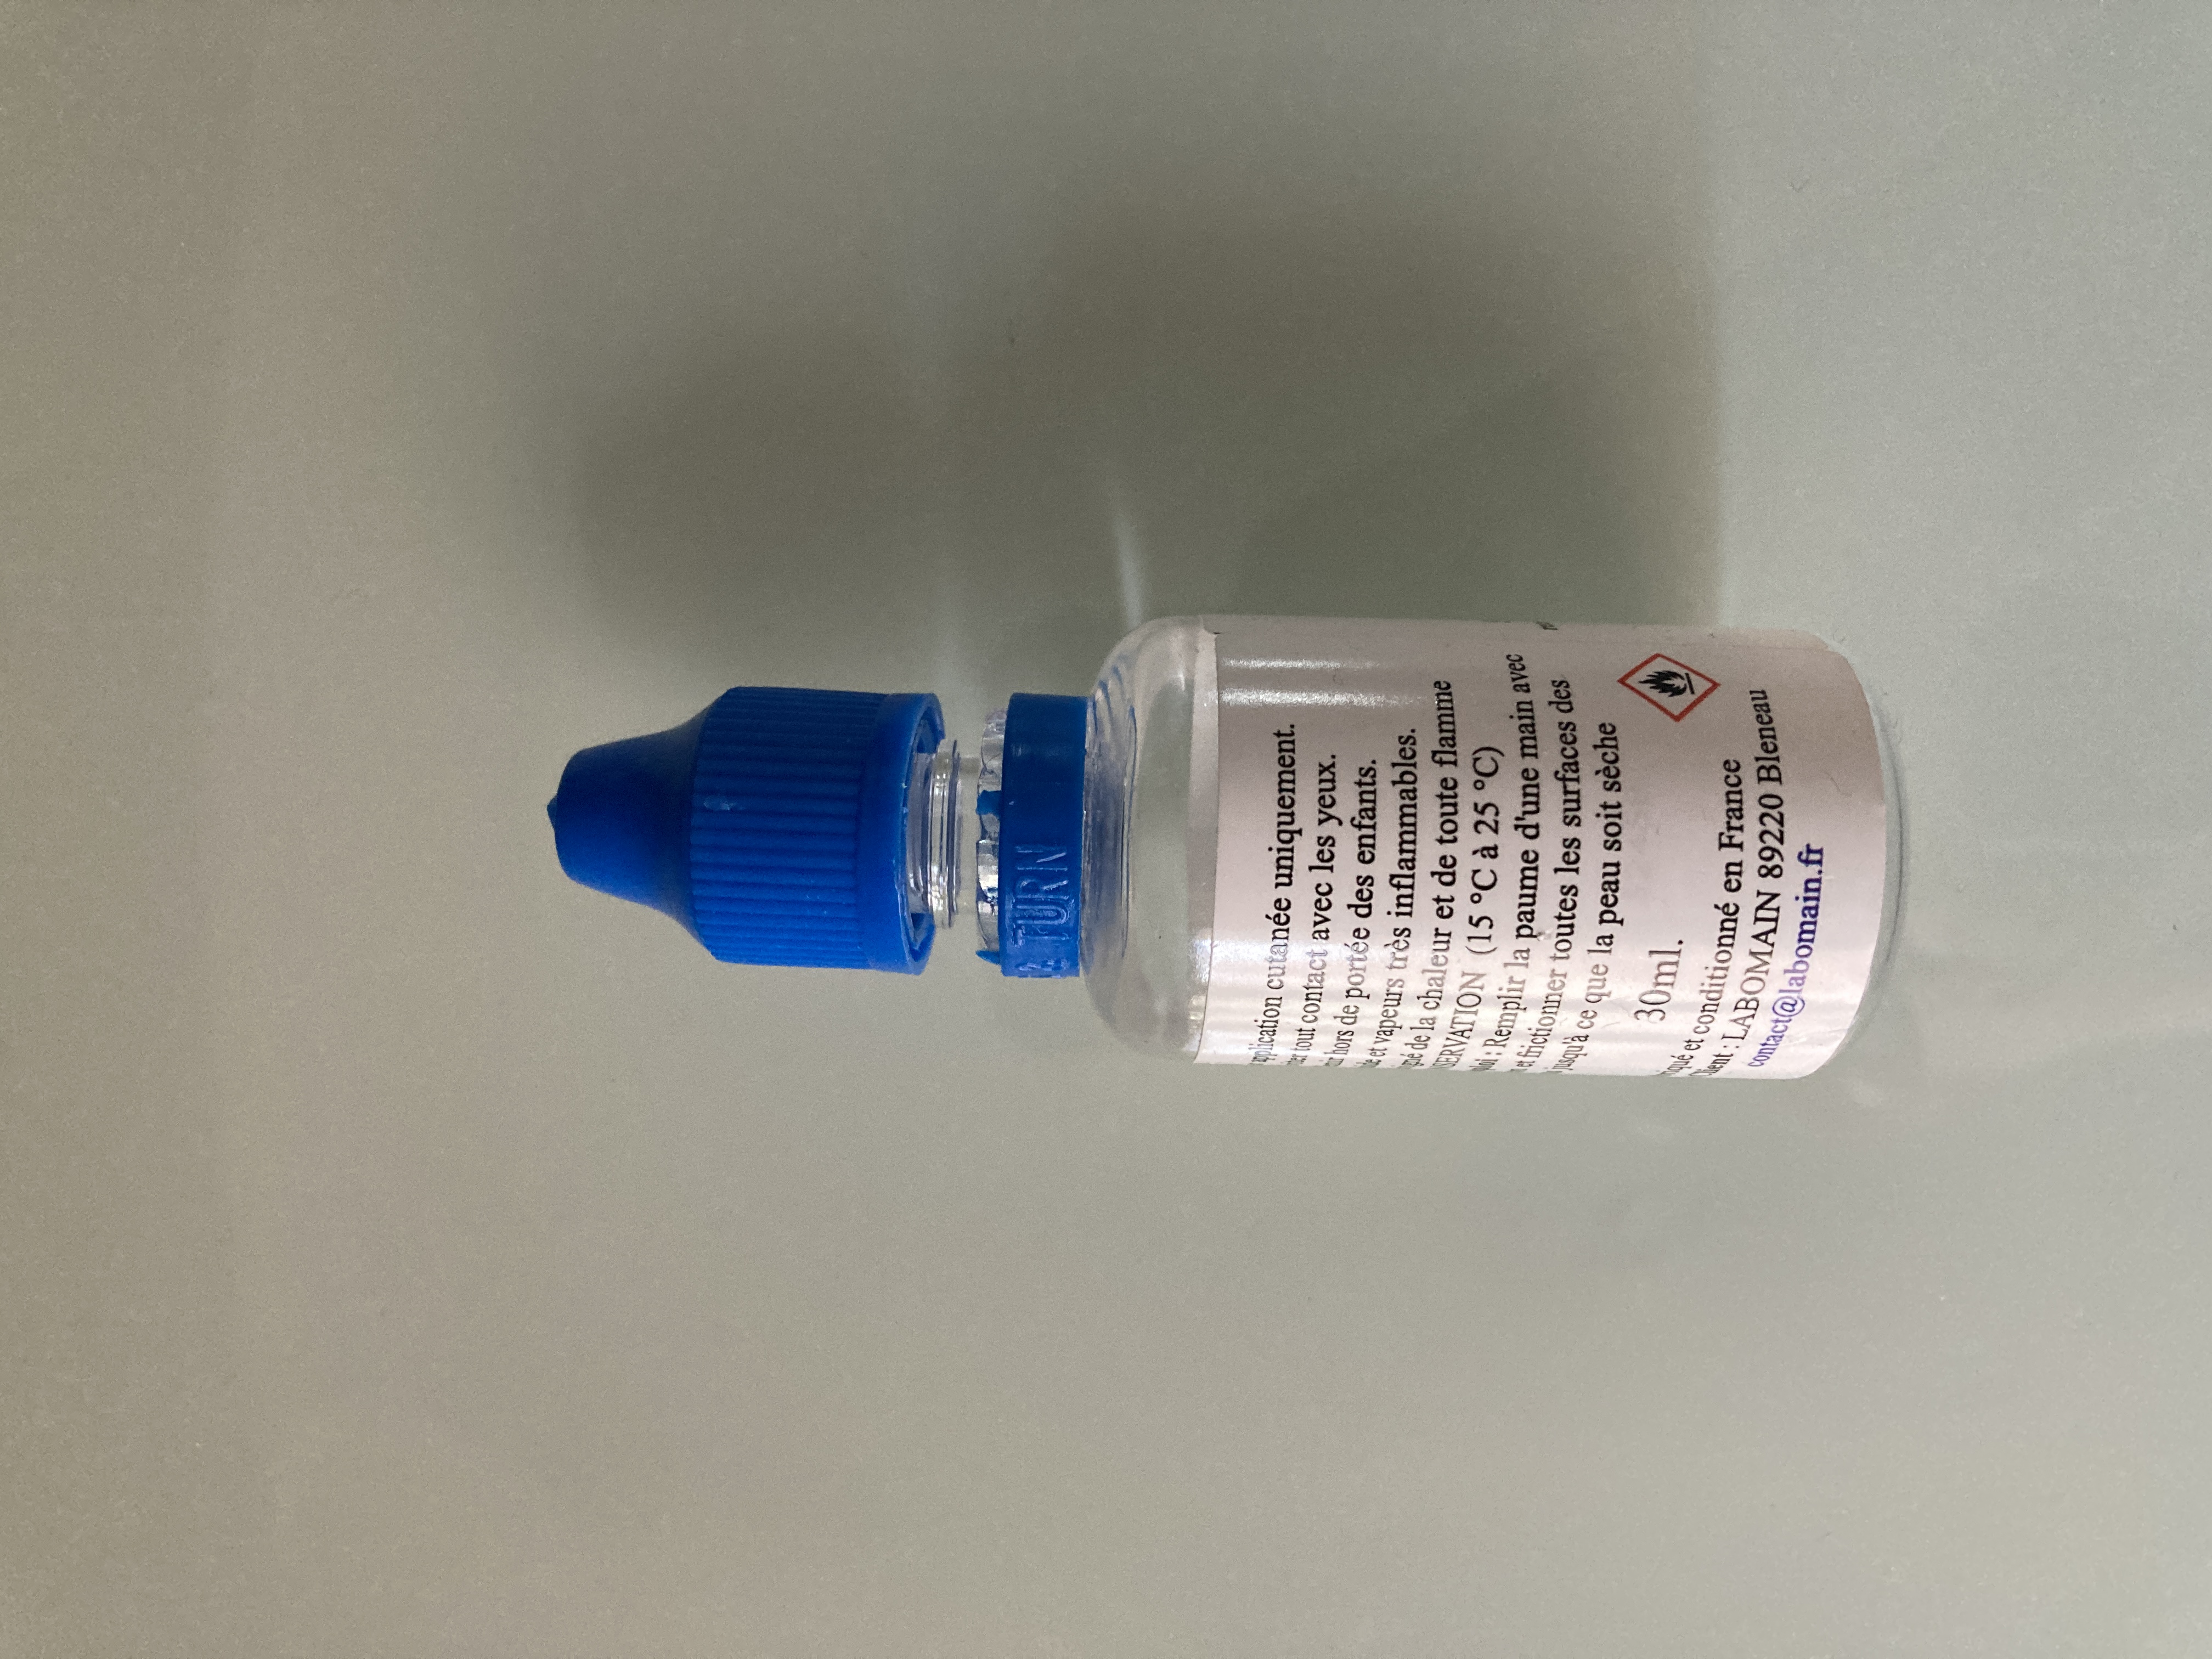 & TURN
application cutanée uniquement.
tout contact avec les yeux.
hors de portée des enfants.
et vapeurs très inflammables.
de la chaleur et de toute flamme
(15 °C à 25 °C)
: Remplir la paume d'une main avec
et frictionner toutes les surfaces des
jusqu'à ce que la peau soit sèche
30ml.
et conditionné en France
Client : LABOMAIN 89220 Bleneau
contact@labomain.fr